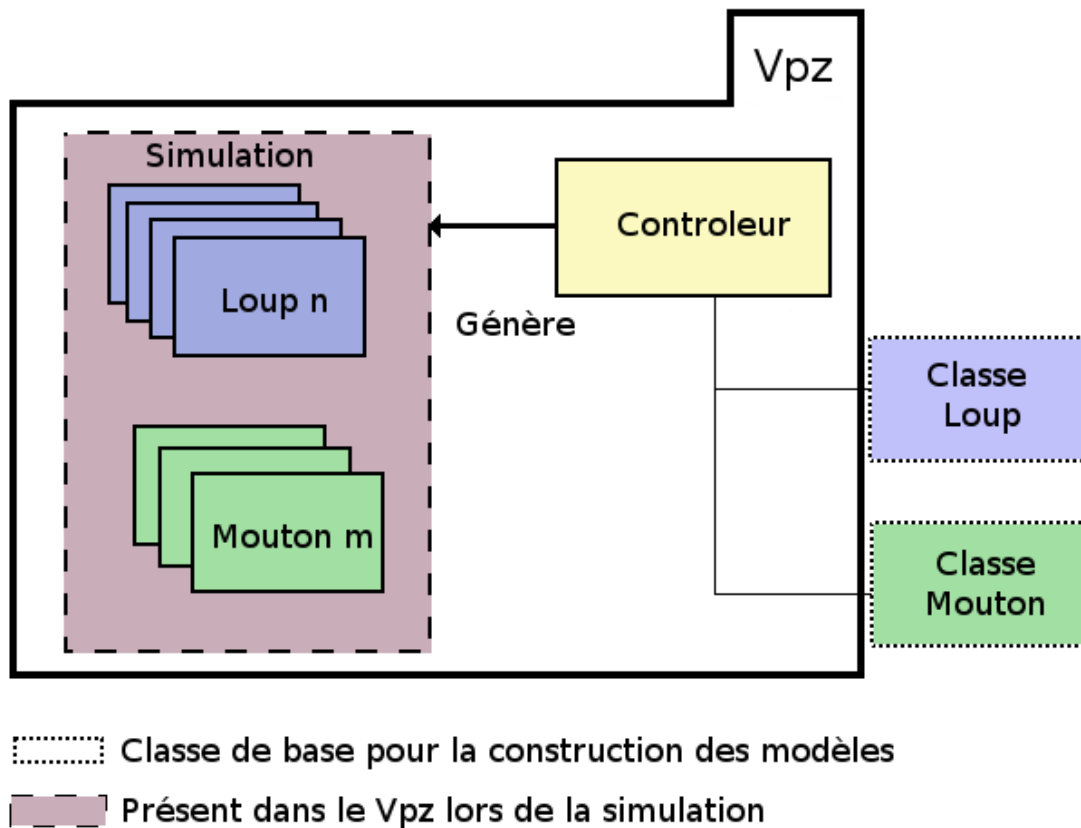 Vpz
Simulation
Controleur
Loup n
Génère
Classe
Loup
Mouton m
Classe
Mouton
Classe de base pour la construction des modèles
Présent dans le Vpz lors de la simulation